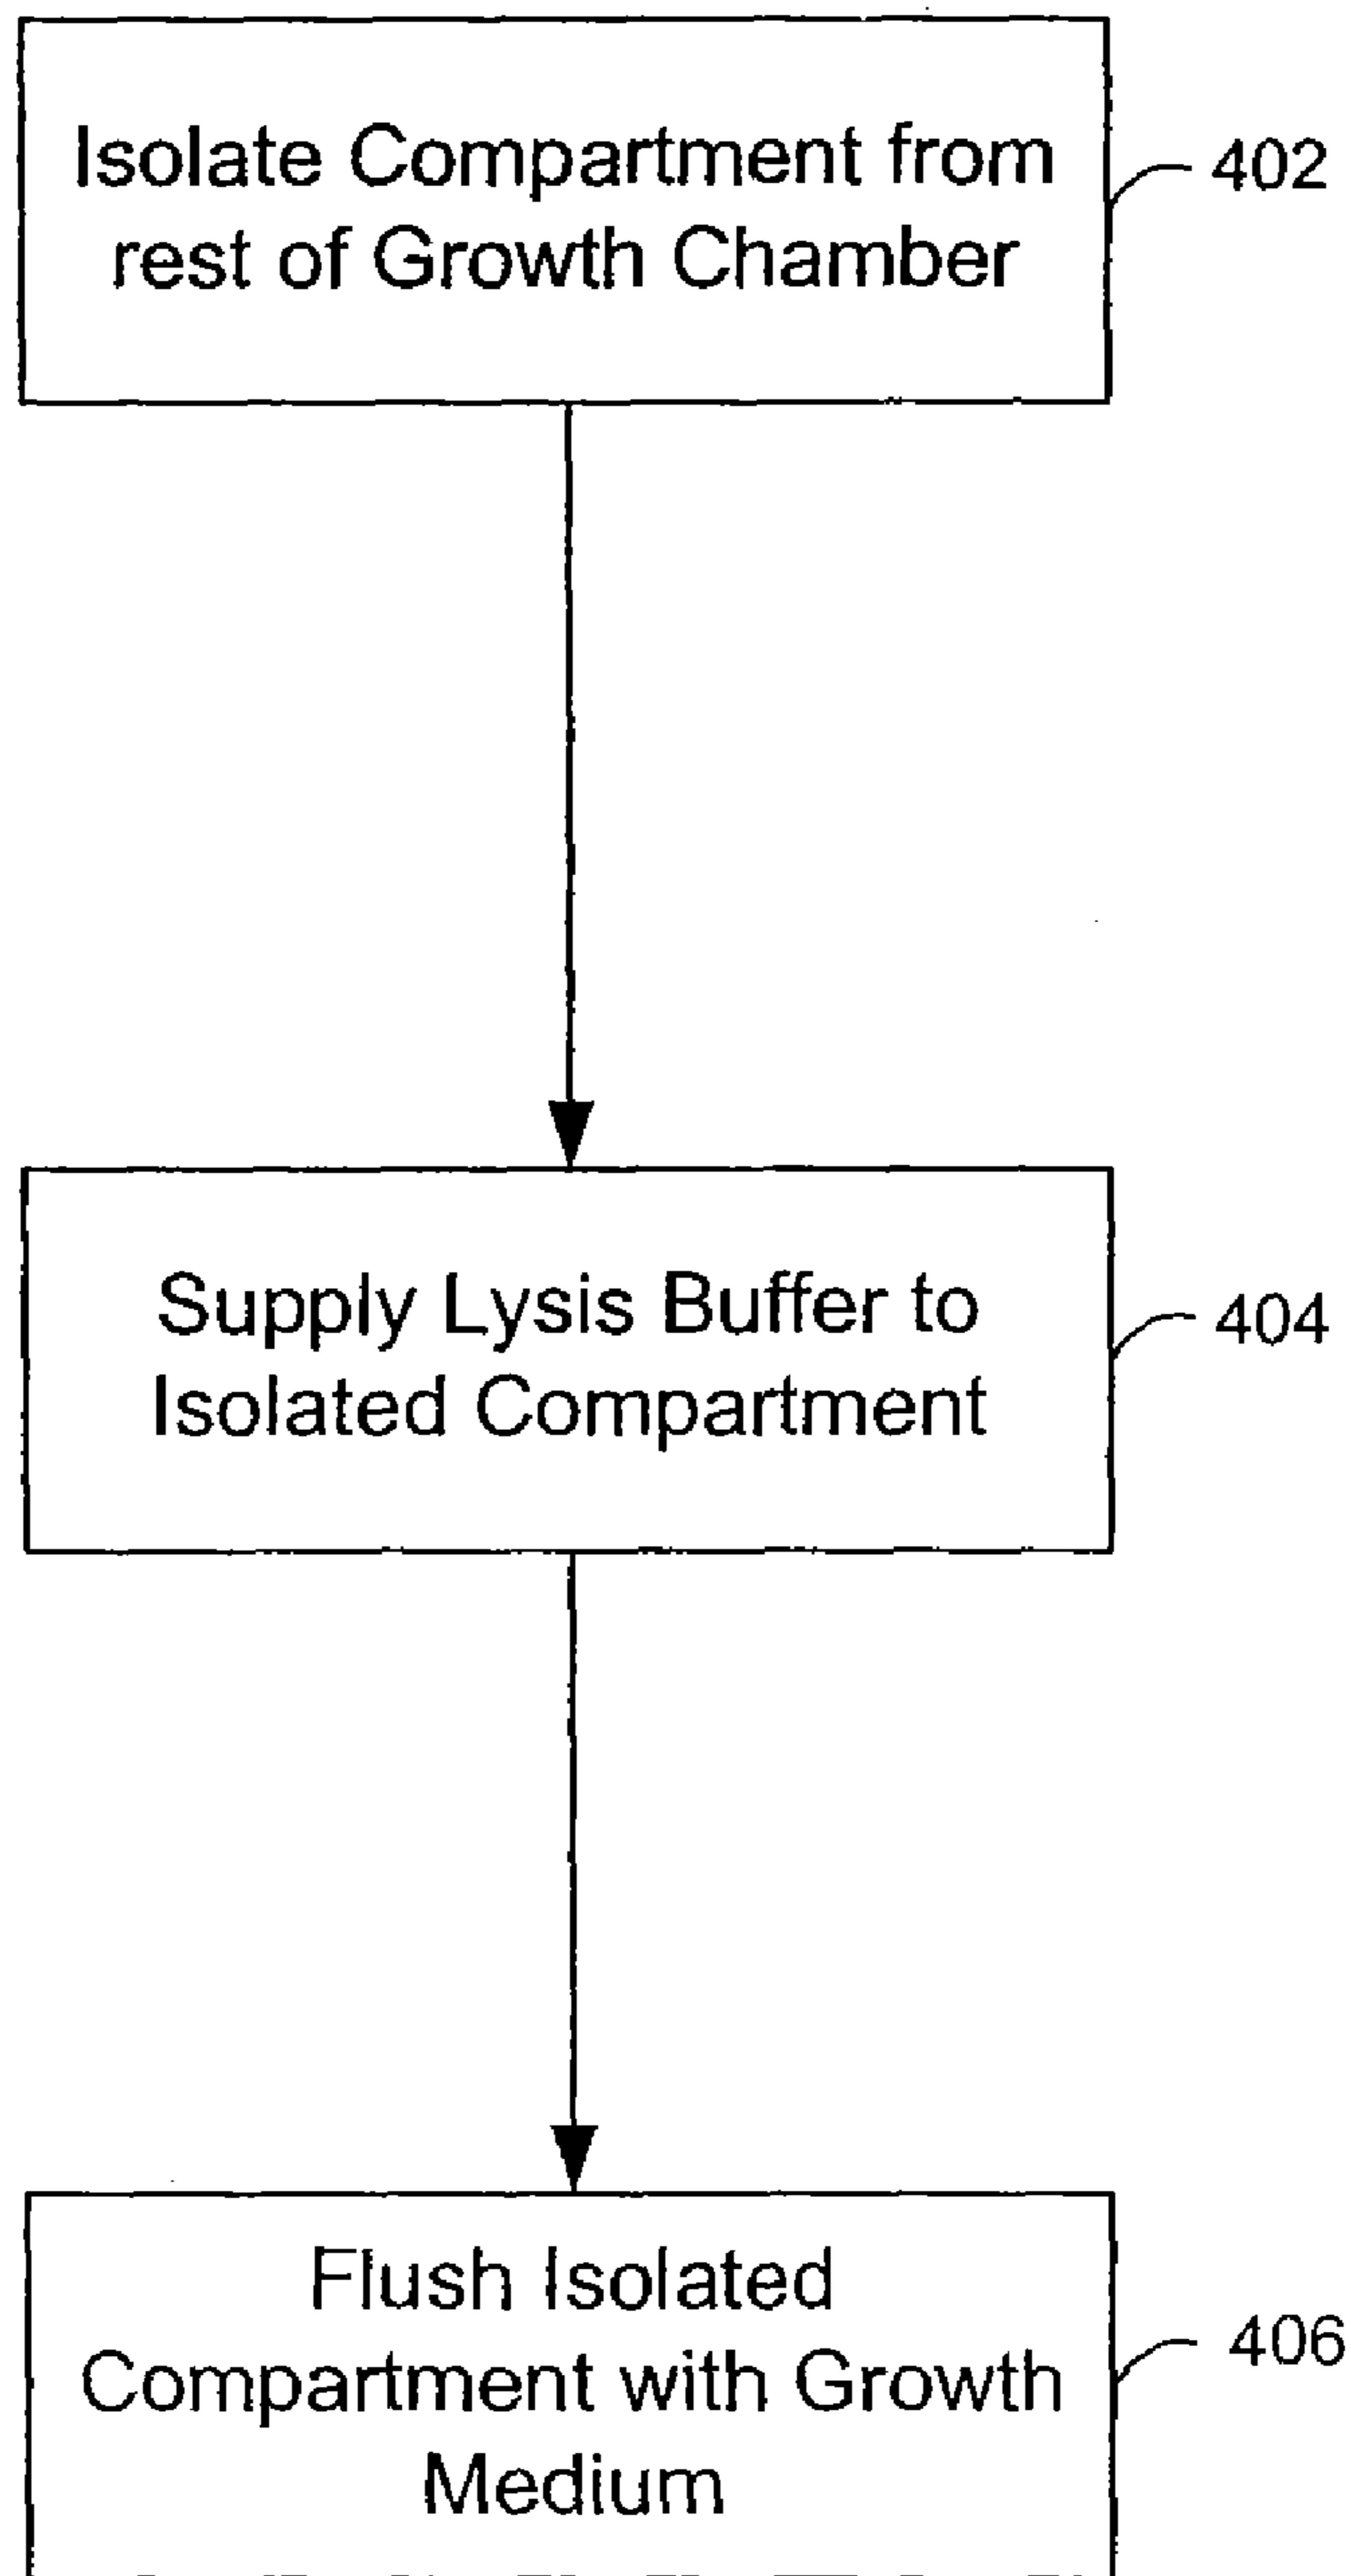 Isolate Compartment from
rest of Growth Chamber
402
Supply Lysis Buffer to
Isolated Compartment
404
Flush Isolated
Compartment with Growth
Medium
406